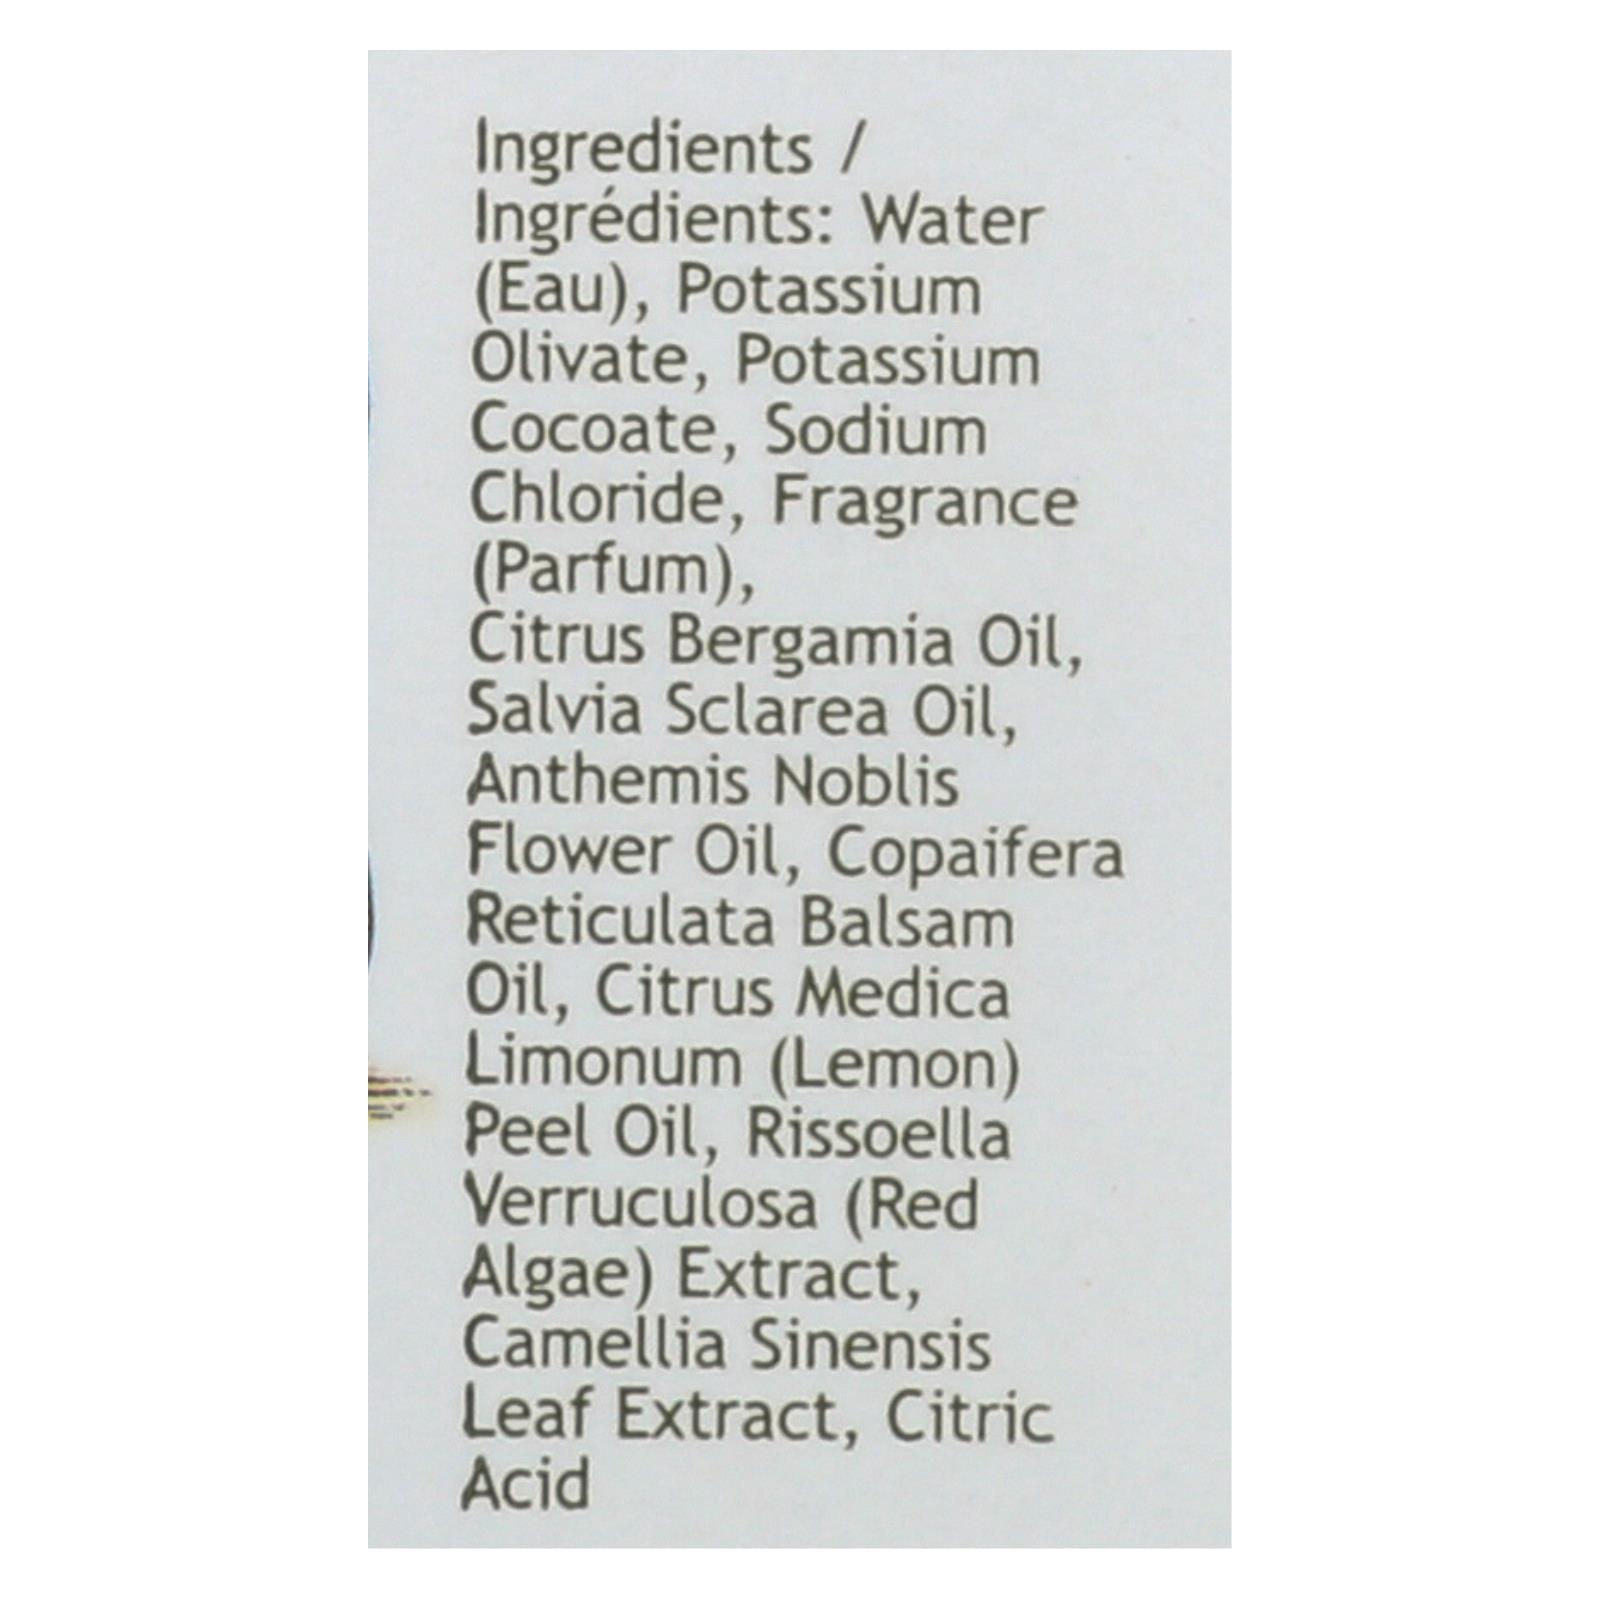 Ingredients /
Ingrédients: Water
(Eau), Potassium
Olivate, Potassium
Cocoate, Sodium
Chloride, Fragrance
(Parfum),
Citrus Bergamia Oil,
Salvia Sclarea Oil,
Anthemis Noblis
Flower Oil, Copaifera
Reticulata Balsam
Oil, Citrus Medica
Limonum (Lemon)
Peel Oil, Rissoella
Verruculosa (Red
Algae) Extract,
Camellia Sinensis
Leaf Extract, Citric
Acid